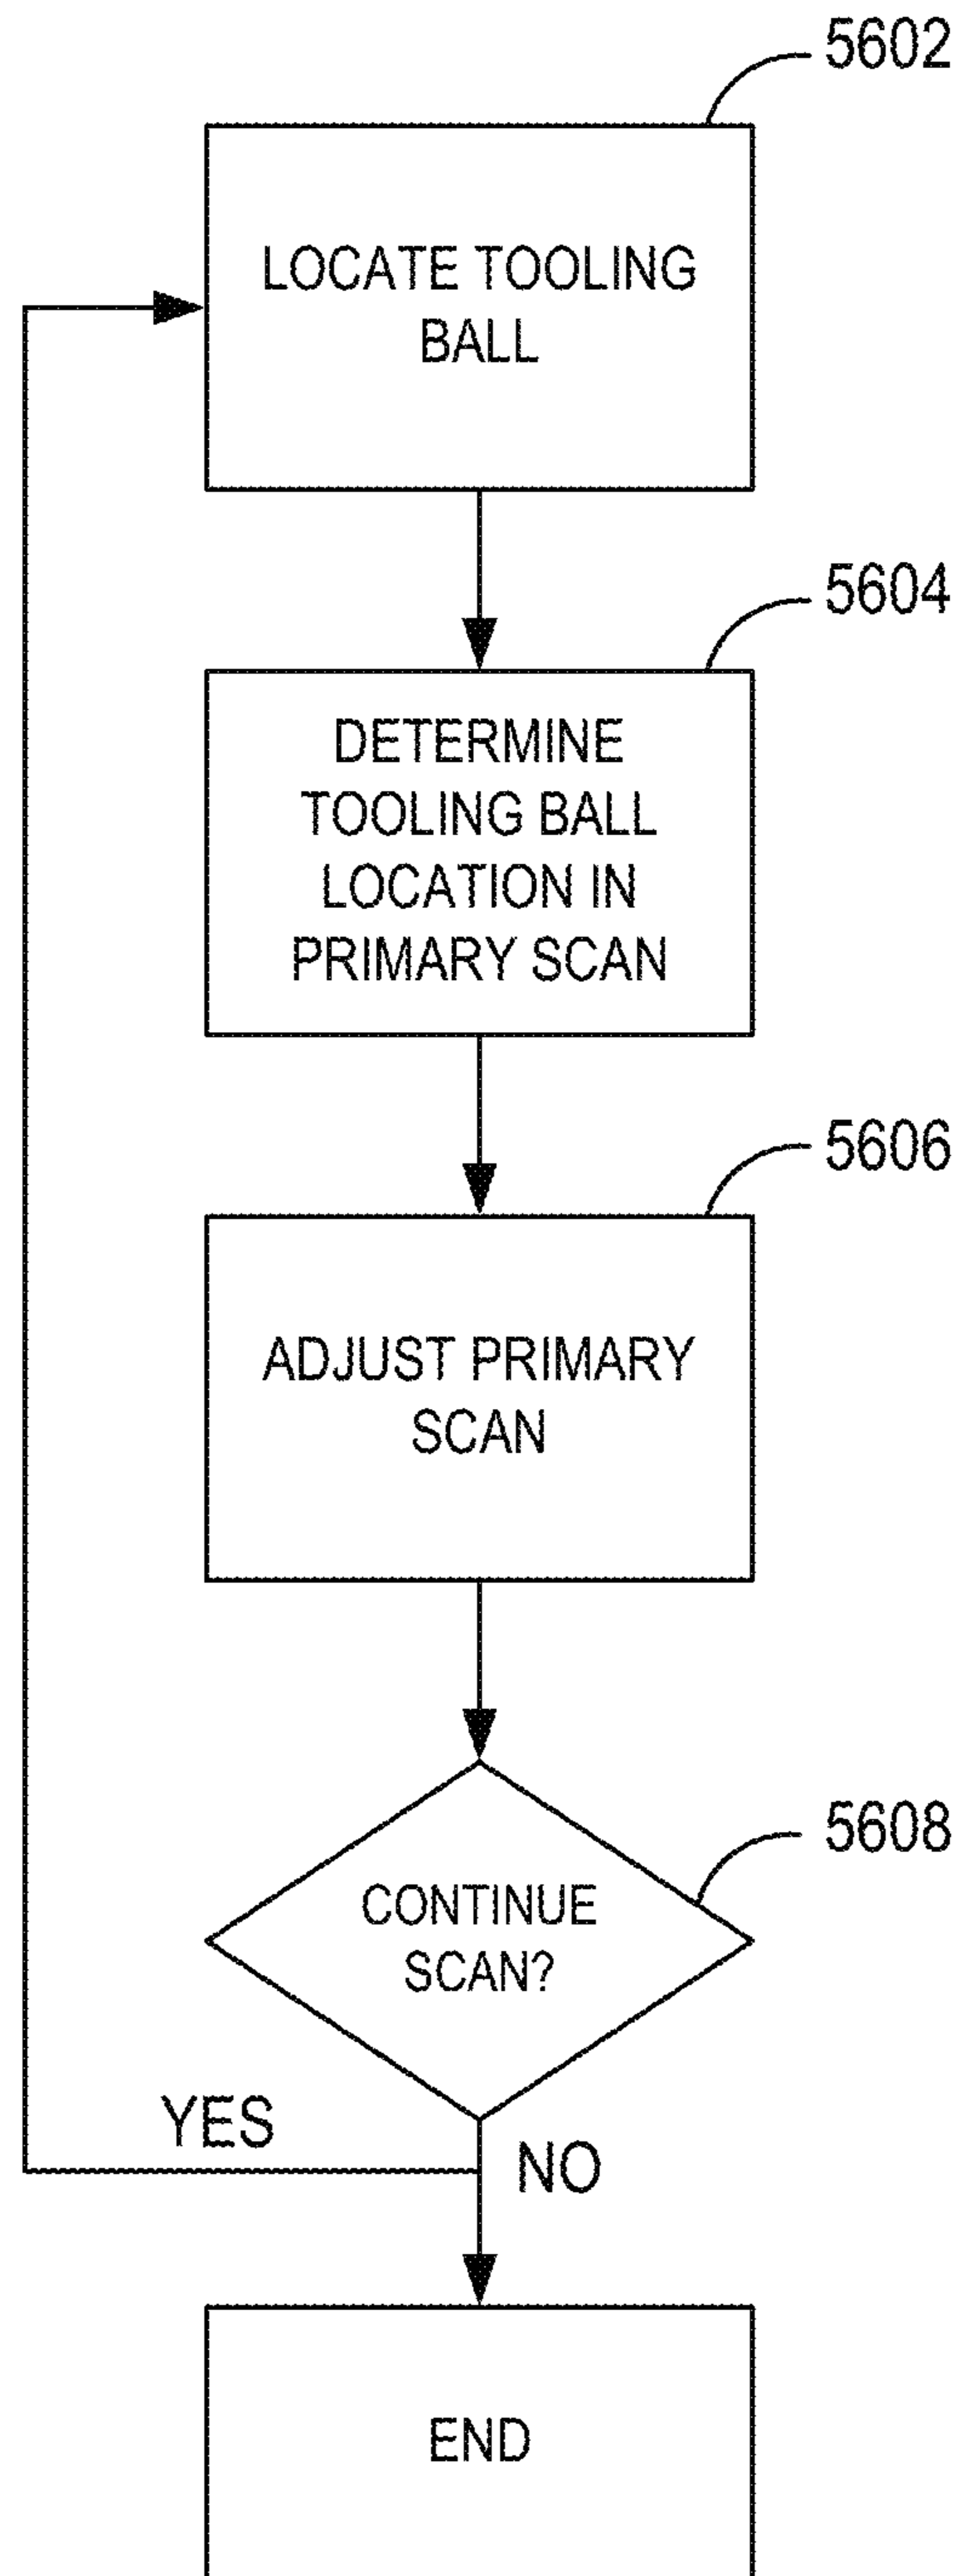 5602
LOCATE TOOLING
BALL
5604
DETERMINE
TOOLING BALL
LOCATION IN
PRIMARY SCAN
5606
ADJUST PRIMARY
SCAN
5608
CONTINUE
SCAN?
YES
NO
END